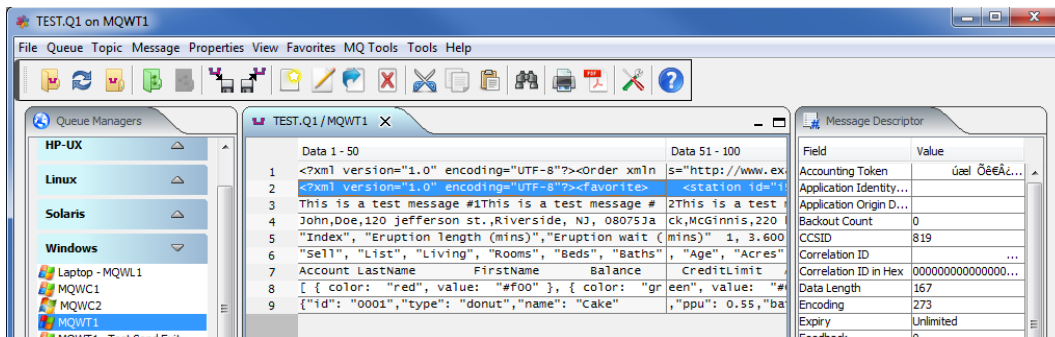 TEST.Q1 on MQWT1
File Queue Topic Message Properties View Favorites MQ Tools Tools Help
PDF
Queue Managers
HP-UX
Linux
Solaris
Windows
Laptop - MQWL1
MQWC1
MQWC2
MQWT1
TEST.Q1 / MQWT1
Data 1 - 50 Data 51 - 100
1 <?xml version="1.0" encoding="UTF-8"?><Order xmln s="http://www.ex
2 <?xml version="1.0" encoding="UTF-8"?><favorite> <station id="i
3 This is a test message #1This is a test message # 2This is a test
4 John,Doe,120 jefferson st.,Riverside, NJ, 08075Ja ck,McGinnis,220
5 "Index", "Eruption length (mins)","Eruption wait ( mins)" 1, 3.600
6 "Sell", "List", "Living", "Rooms", "Beds", "Baths" , "Age", "Acres"
7 Account LastName FirstName Balance CreditLimit
8 [ { color: "red", value: "#f00" }, { color: "gr een", value: "#
9 {"id": "0001","type": "donut","name": "Cake" ,"ppu": 0.55,"ba
Message Descriptor
Field Value
Accounting Token
Application Identity...
Application Origin D...
Backout Count 0
CCSID 819
Correlation ID ...
Correlation ID in Hex 000000000000000...
Data Length 167
Encoding 273
Expiry Unlimited